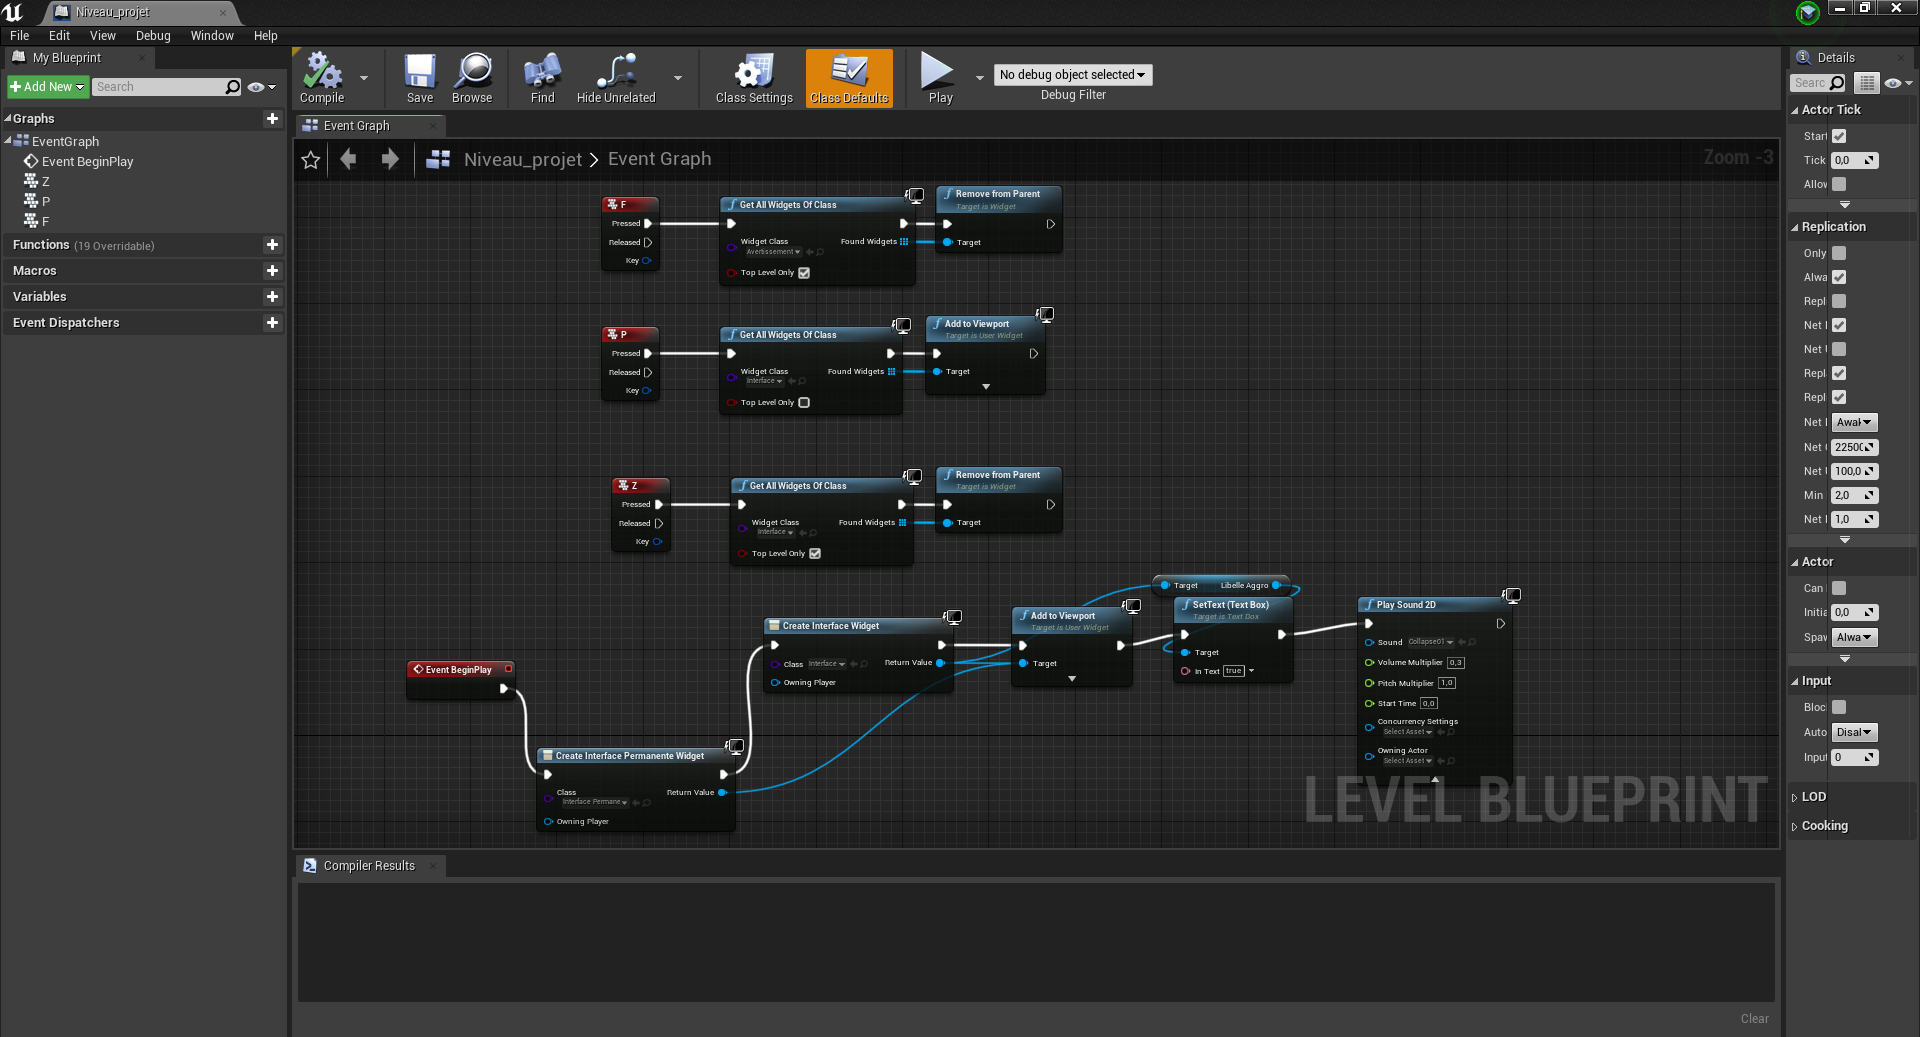 Niveau_projet
File Edit View Debug Window Help
My Blueprint
Add New Search
Graphs
EventGraph
Event BeginPlay
Z
P
F
Functions (19 Overridable)
Macros
Variables
Event Dispatchers
Compile Save Browse Find Hide Unrelated Class Settings Class Defaults Play
No debug object selected
Debug Filter
Event Graph
Niveau_projet > Event Graph
Zoom -3
F
Pressed
Released
Key
Get All Widgets Of Class
Widget Class
Avertissement
Found Widgets
Top Level Only
Remove from Parent
Target is Widget
Target
P
Pressed
Released
Key
Get All Widgets Of Class
Widget Class
Interface
Found Widgets
Top Level Only
Add to Viewport
Target is User Widget
Target
Z
Pressed
Released
Key
Get All Widgets Of Class
Widget Class
Interface
Found Widgets
Top Level Only
Remove from Parent
Target is Widget
Target
Event BeginPlay
Create Interface Permanente Widget
Class
Interface Permane
Return Value
Owning Player
Create Interface Widget
Class Interface
Return Value
Owning Player
Add to Viewport
Target is User Widget
Target
Target Libelle Aggro
SetText (Text Box)
Target is Text Box
Target
In Text true
Play Sound 2D
Sound Collapse01
Volume Multiplier 0,3
Pitch Multiplier 1,0
Start Time 0,0
Concurrency Settings
Select Asset
Owning Actor
Select Asset
LEVEL BLUEPRINT
Compiler Results
Clear
Details
Searc
Actor Tick
Start
Tick 0,0
Allov
Replication
Only
Alwa
Repl
Net I
Net U
Repl
Repl
Net I Awak
Net C 2250
Net U 100,0
Min 2,0
Net I 1,0
Actor
Can
Initia 0,0
Spav Alwa
Input
Bloc
Auto Disal
Input 0
LOD
Cooking